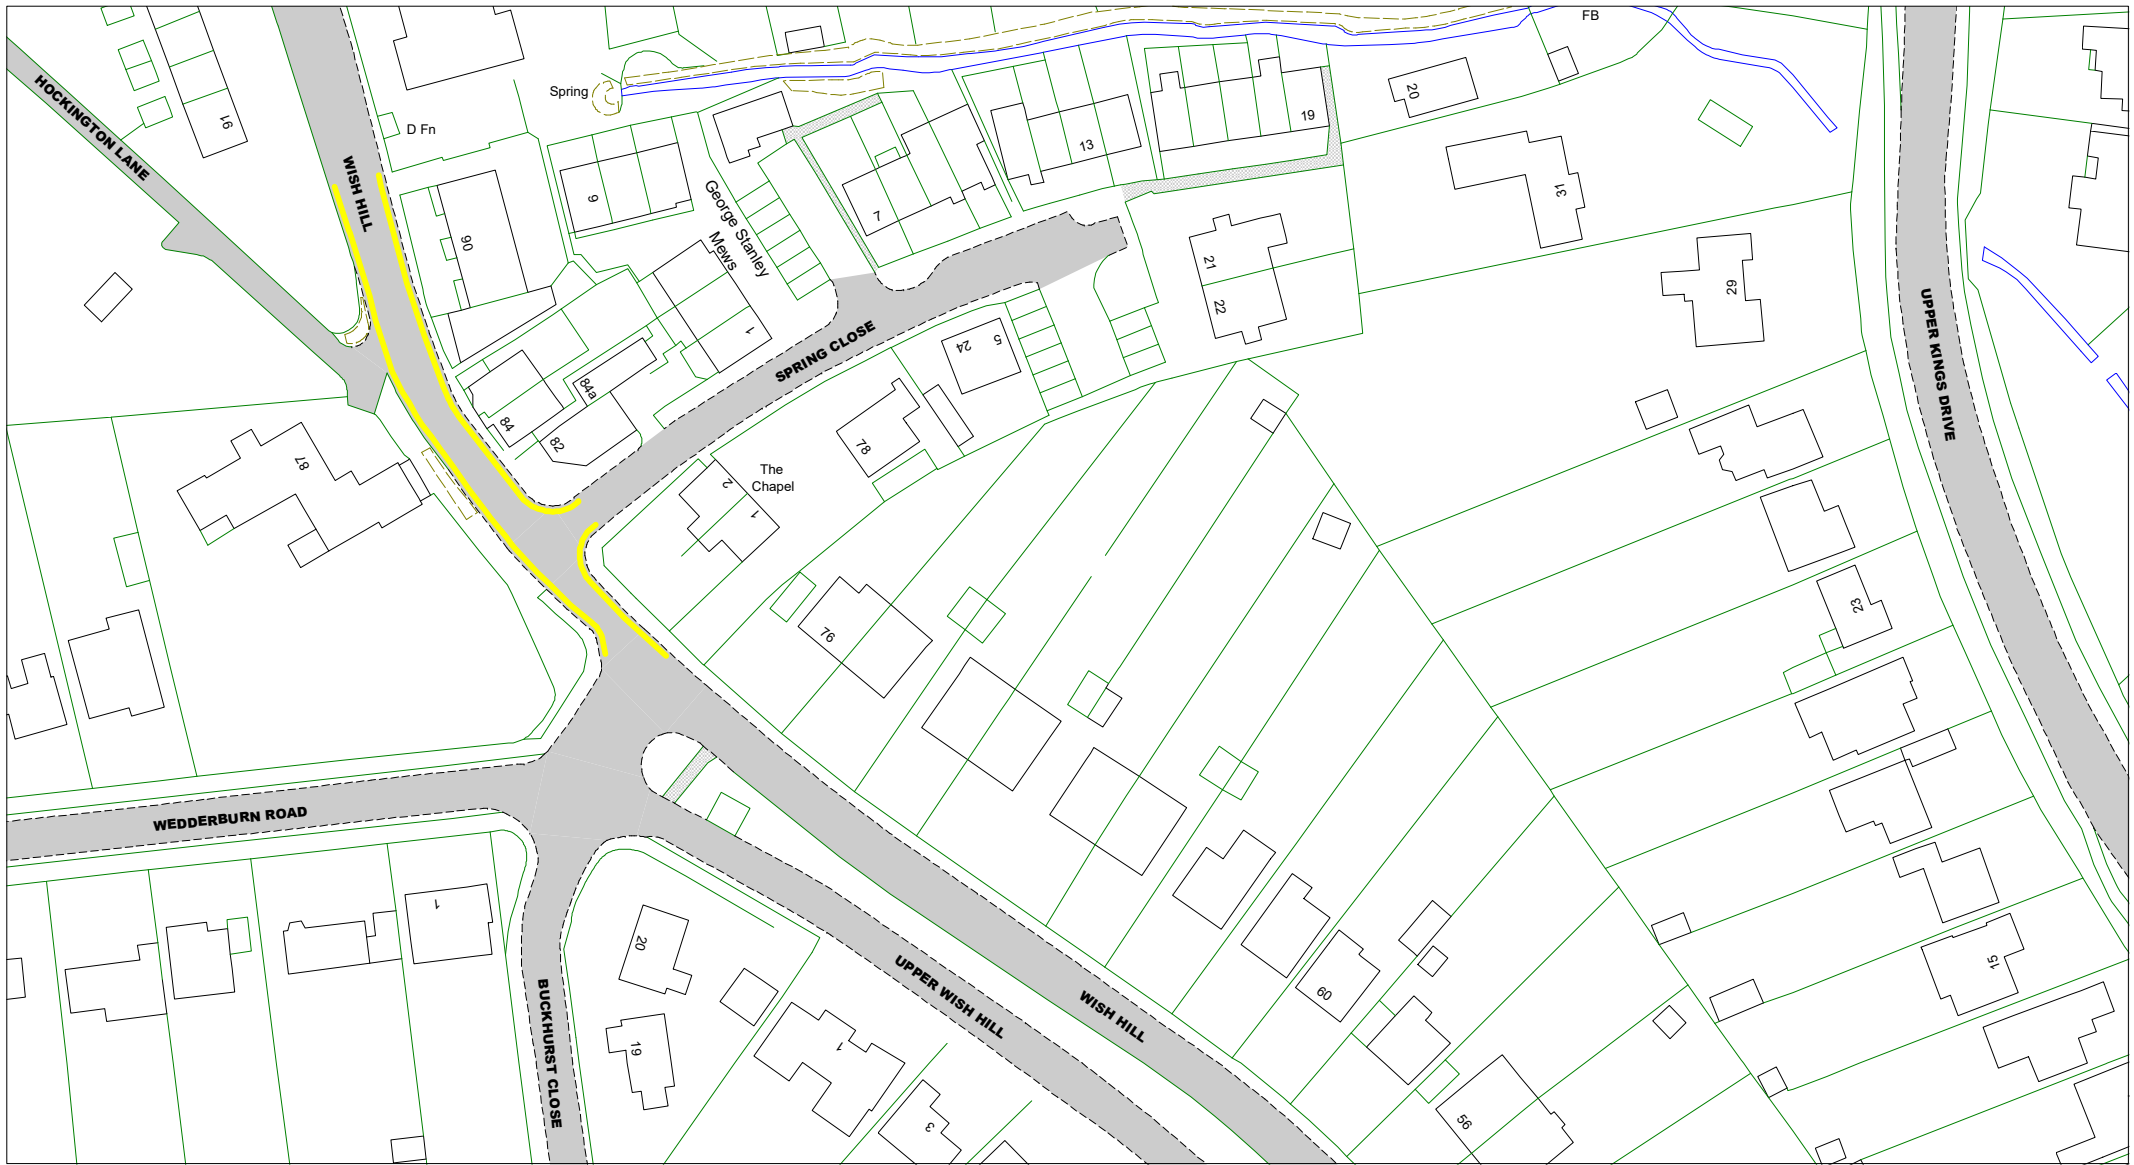 FB
HOCKINGTON LANE
91
Spring
D Fn
WISH HILL
20
19
13
31
9
7
George Stanley
Mews
90
21
22
29
UPPER KINGS DRIVE
1
SPRING CLOSE
24
5
84a
84
82
78
87
The
Chapel
2
1
76
23
WEDDERBURN ROAD
1
20
UPPER WISH HILL
WISH HILL
15
60
BUCKHURST CLOSE
19
1
3
56